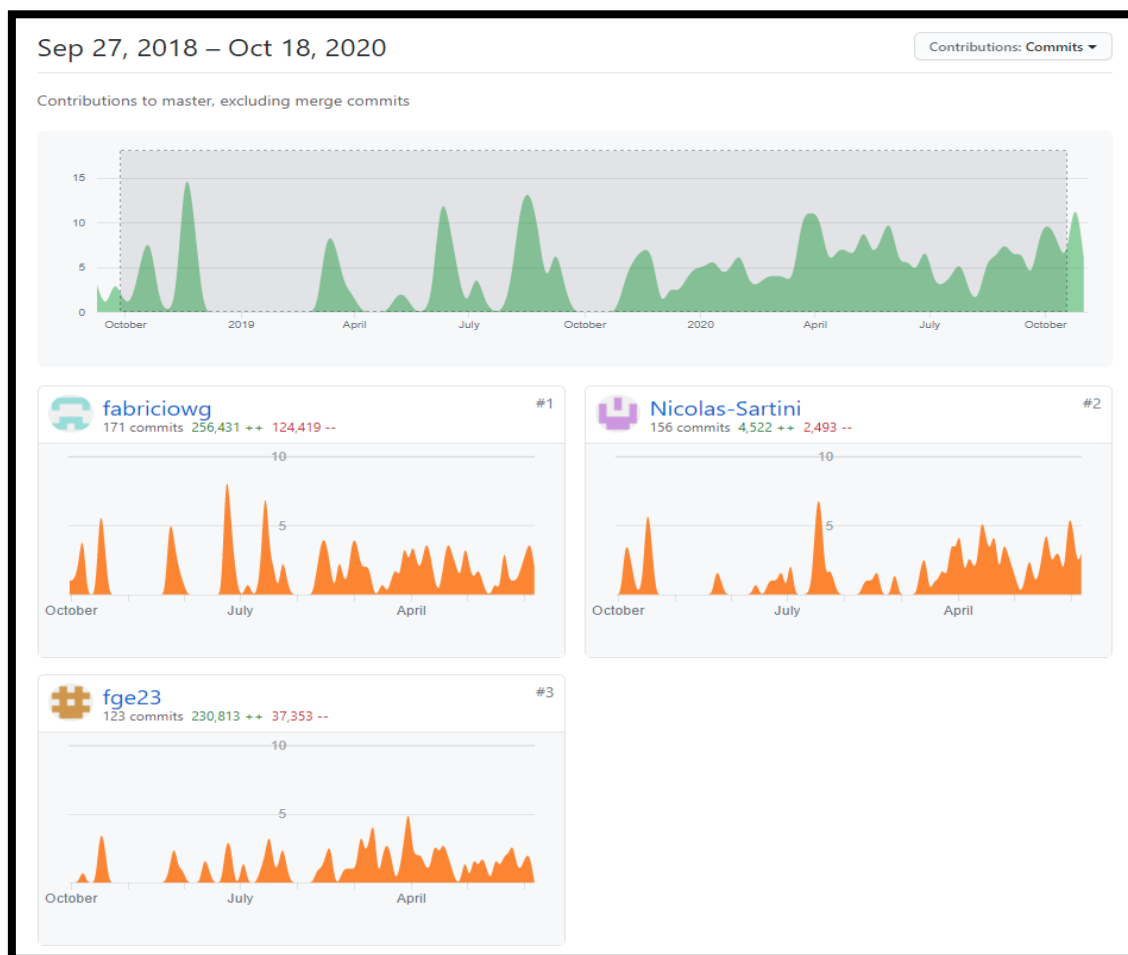 Sep 27, 2018 – Oct 18, 2020
Contributions: Commits
Contributions to master, excluding merge commits
15
10
5
0
October 2019 April July October 2020 April July October
fabriciowg #1
171 commits 256,431 ++ 124,419 --
10
5
October July April
Nicolas-Sartini #2
156 commits 4,522 ++ 2,493 --
10
5
October July April
fge23 #3
123 commits 230,813 ++ 37,353 --
10
5
October July April